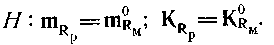 H : m_{R_p} = m^0_{R_м}; K_{R_p} = K^0_{R_м}.